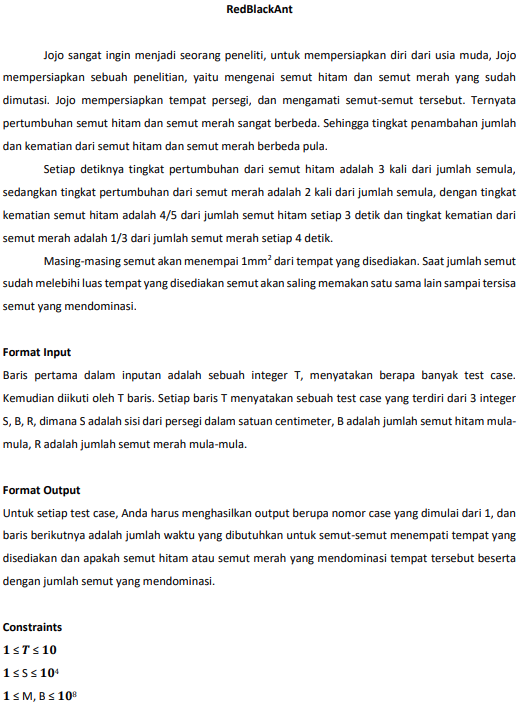 RedBlackAnt
Jojo sangat ingin menjadi seorang peneliti, untuk mempersiapkan diri dari usia muda, Jojo
mempersiapkan sebuah penelitian, yaitu mengenai semut hitam dan semut merah yang sudah
dimutasi. Jojo mempersiapkan tempat persegi, dan mengamati semut-semut tersebut. Ternyata
pertumbuhan semut hitam dan semut merah sangat berbeda. Sehingga tingkat penambahan jumlah
dan kematian dari semut hitam dan semut merah berbeda pula.
Setiap detiknya tingkat pertumbuhan dari semut hitam adalah 3 kali dari jumlah semula,
sedangkan tingkat pertumbuhan dari semut merah adalah 2 kali dari jumlah semula, dengan tingkat
kematian semut hitam adalah 4/5 dari jumlah semut hitam setiap 3 detik dan tingkat kematian dari
semut merah adalah 1/3 dari jumlah semut merah setiap 4 detik.
Masing-masing semut akan menempai 1mm² dari tempat yang disediakan. Saat jumlah semut
sudah melebihi luas tempat yang disediakan semut akan saling memakan satu sama lain sampai tersisa
semut yang mendominasi.
Format Input
Baris pertama dalam inputan adalah sebuah integer T, menyatakan berapa banyak test case.
Kemudian diikuti oleh T baris. Setiap baris T menyatakan sebuah test case yang terdiri dari 3 integer
S, B, R, dimana S adalah sisi dari persegi dalam satuan centimeter, B adalah jumlah semut hitam mula-
mula, R adalah jumlah semut merah mula-mula.
Format Output
Untuk setiap test case, Anda harus menghasilkan output berupa nomor case yang dimulai dari 1, dan
baris berikutnya adalah jumlah waktu yang dibutuhkan untuk semut-semut menempati tempat yang
disediakan dan apakah semut hitam atau semut merah yang mendominasi tempat tersebut beserta
dengan jumlah semut yang mendominasi.
Constraints
1 ≤ T ≤ 10
1 ≤ S ≤ 10⁴
1 ≤ M, B ≤ 10⁸